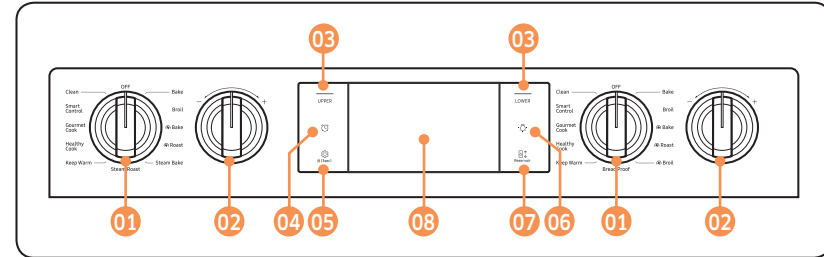 03
03
OFF
Clean
Bake
Smart
Control
Broil
Gourmet
Cook
Bake
Healthy
Cook
Roast
Keep Warm
Steam Bake
Steam Roast
-
+
UPPER
LOWER
(3sec)
Reservoir
OFF
Clean
Bake
Smart
Control
Broil
Gourmet
Cook
Bake
Healthy
Cook
Roast
Keep Warm
Broil
Bread Proof
-
+
04
08
01
02
05
07
06
01
02